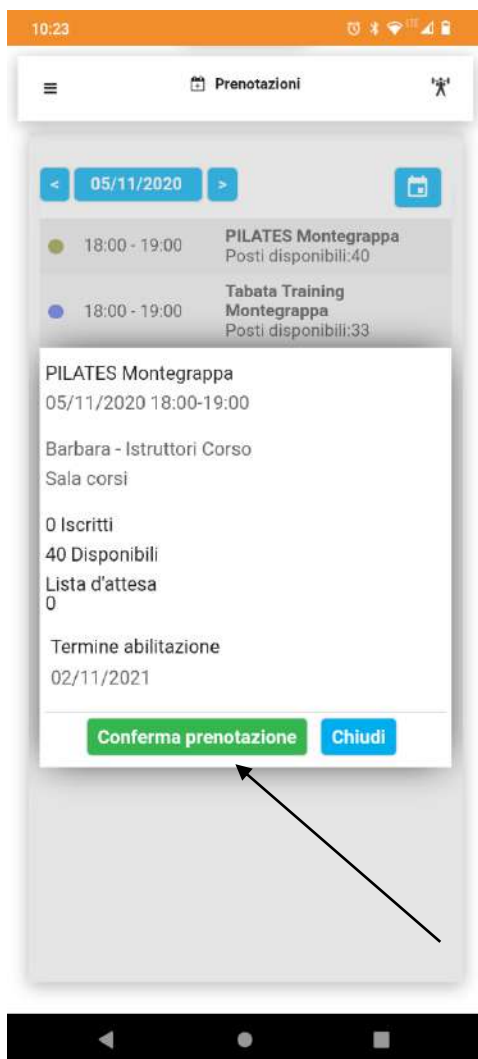 10:23
LTE
Prenotazioni
< 05/11/2020 >
18:00 - 19:00 PILATES Montegrappa
Posti disponibili:40
Tabata Training
18:00 - 19:00 Montegrappa
Posti disponibili:33
PILATES Montegrappa
05/11/2020 18:00-19:00
Barbara - Istruttori Corso
Sala corsi
0 Iscritti
40 Disponibili
Lista d'attesa
0
Termine abilitazione
02/11/2021
Conferma prenotazione Chiudi